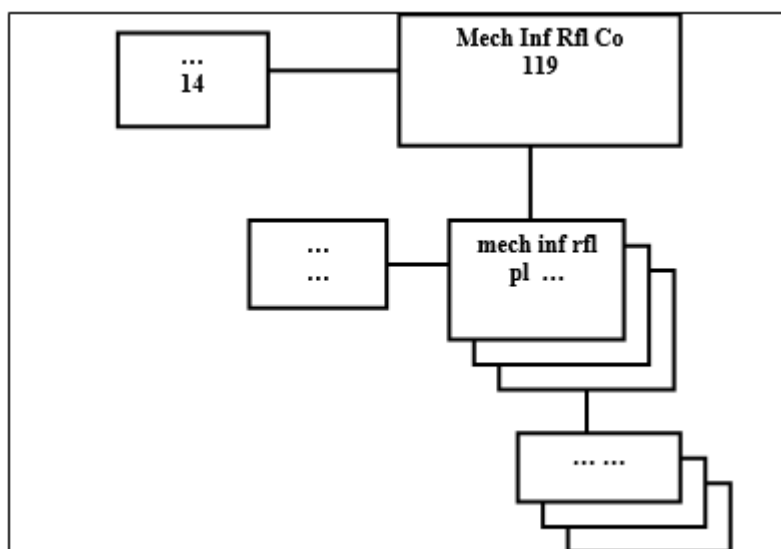 …
14
Mech Inf Rfl Co
119
…
…
mech inf rfl
pl …
… …